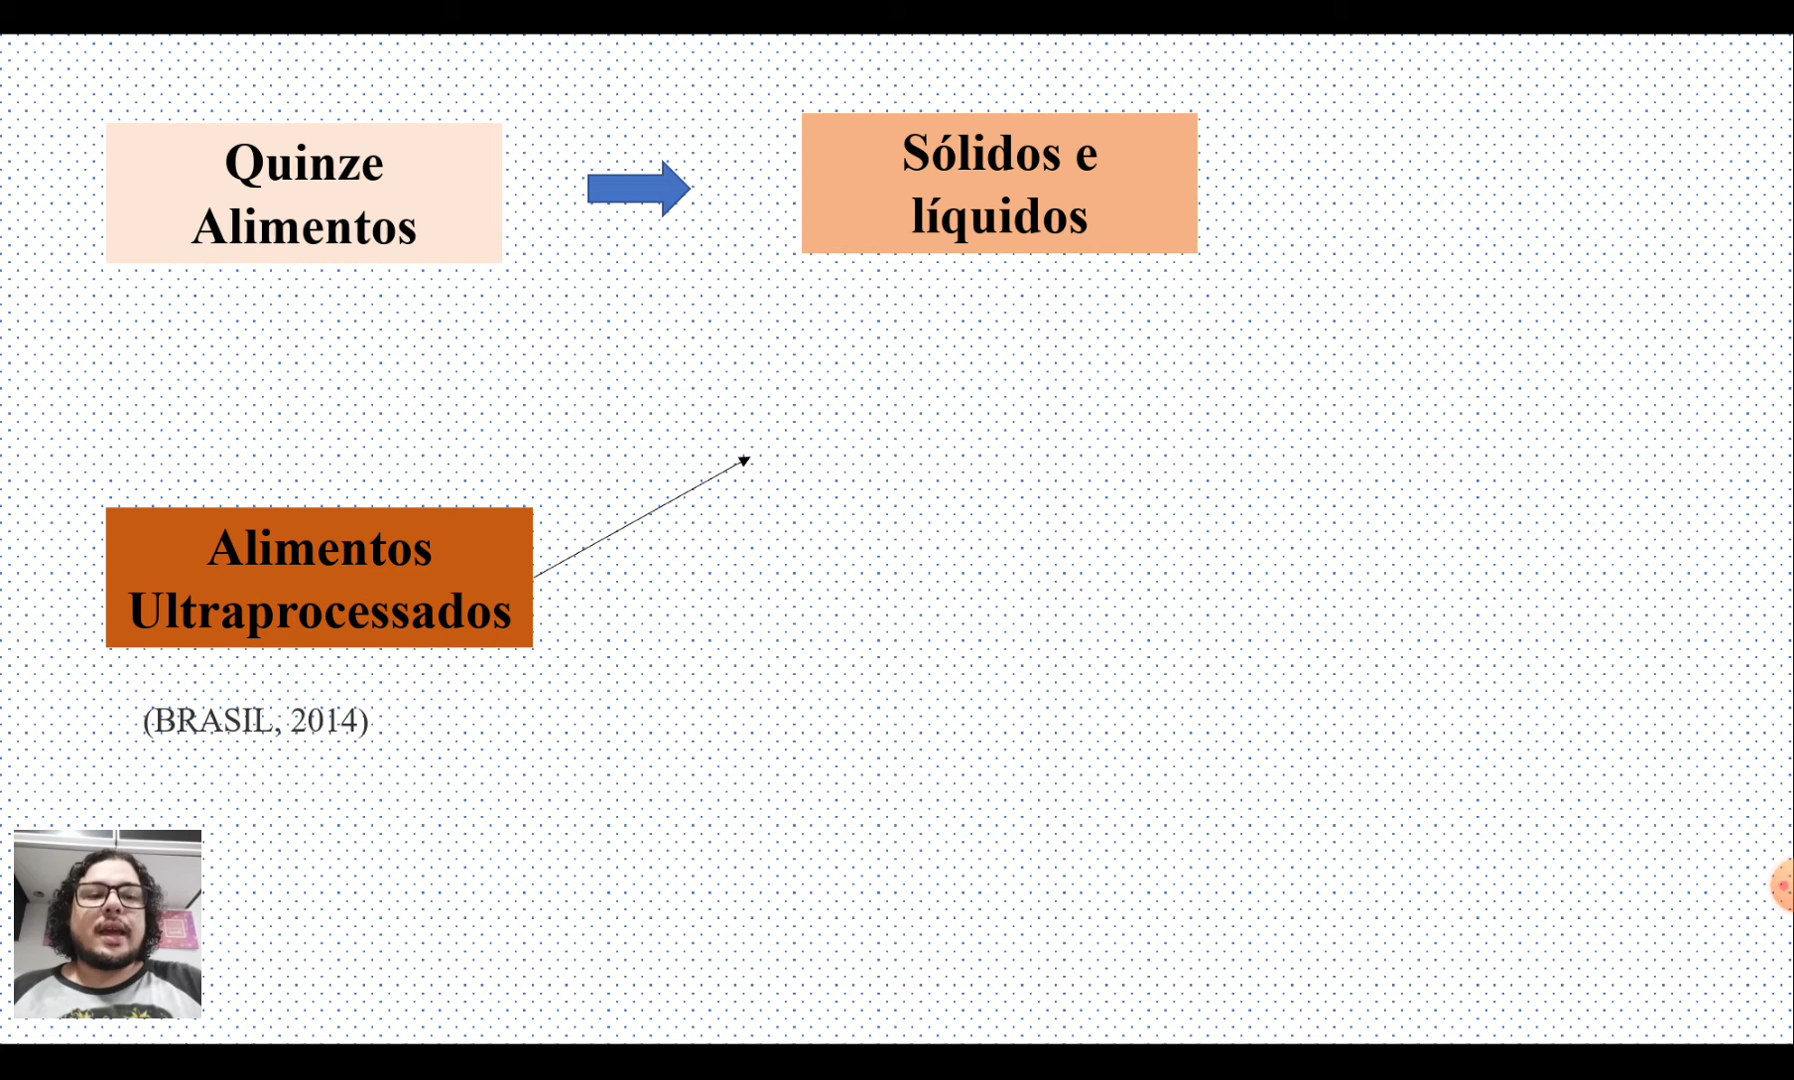 Quinze
Alimentos
Sólidos e
líquidos
Alimentos
Ultraprocessados
(BRASIL, 2014)